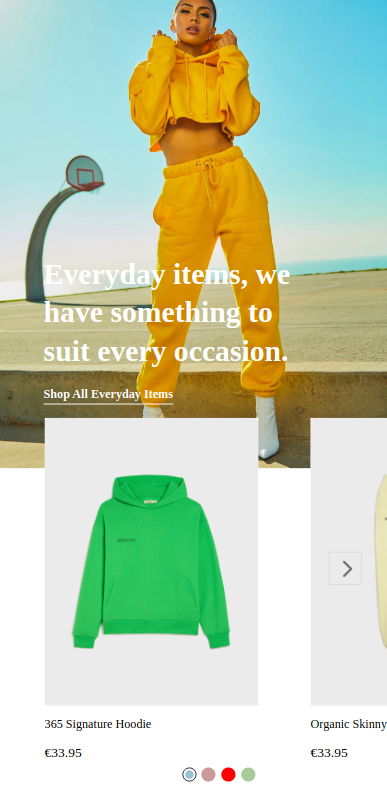 Everyday items, we
have something to
suit every occasion.
Shop All Everyday Items
365 Signature Hoodie
Organic Skinny
€33.95
€33.95